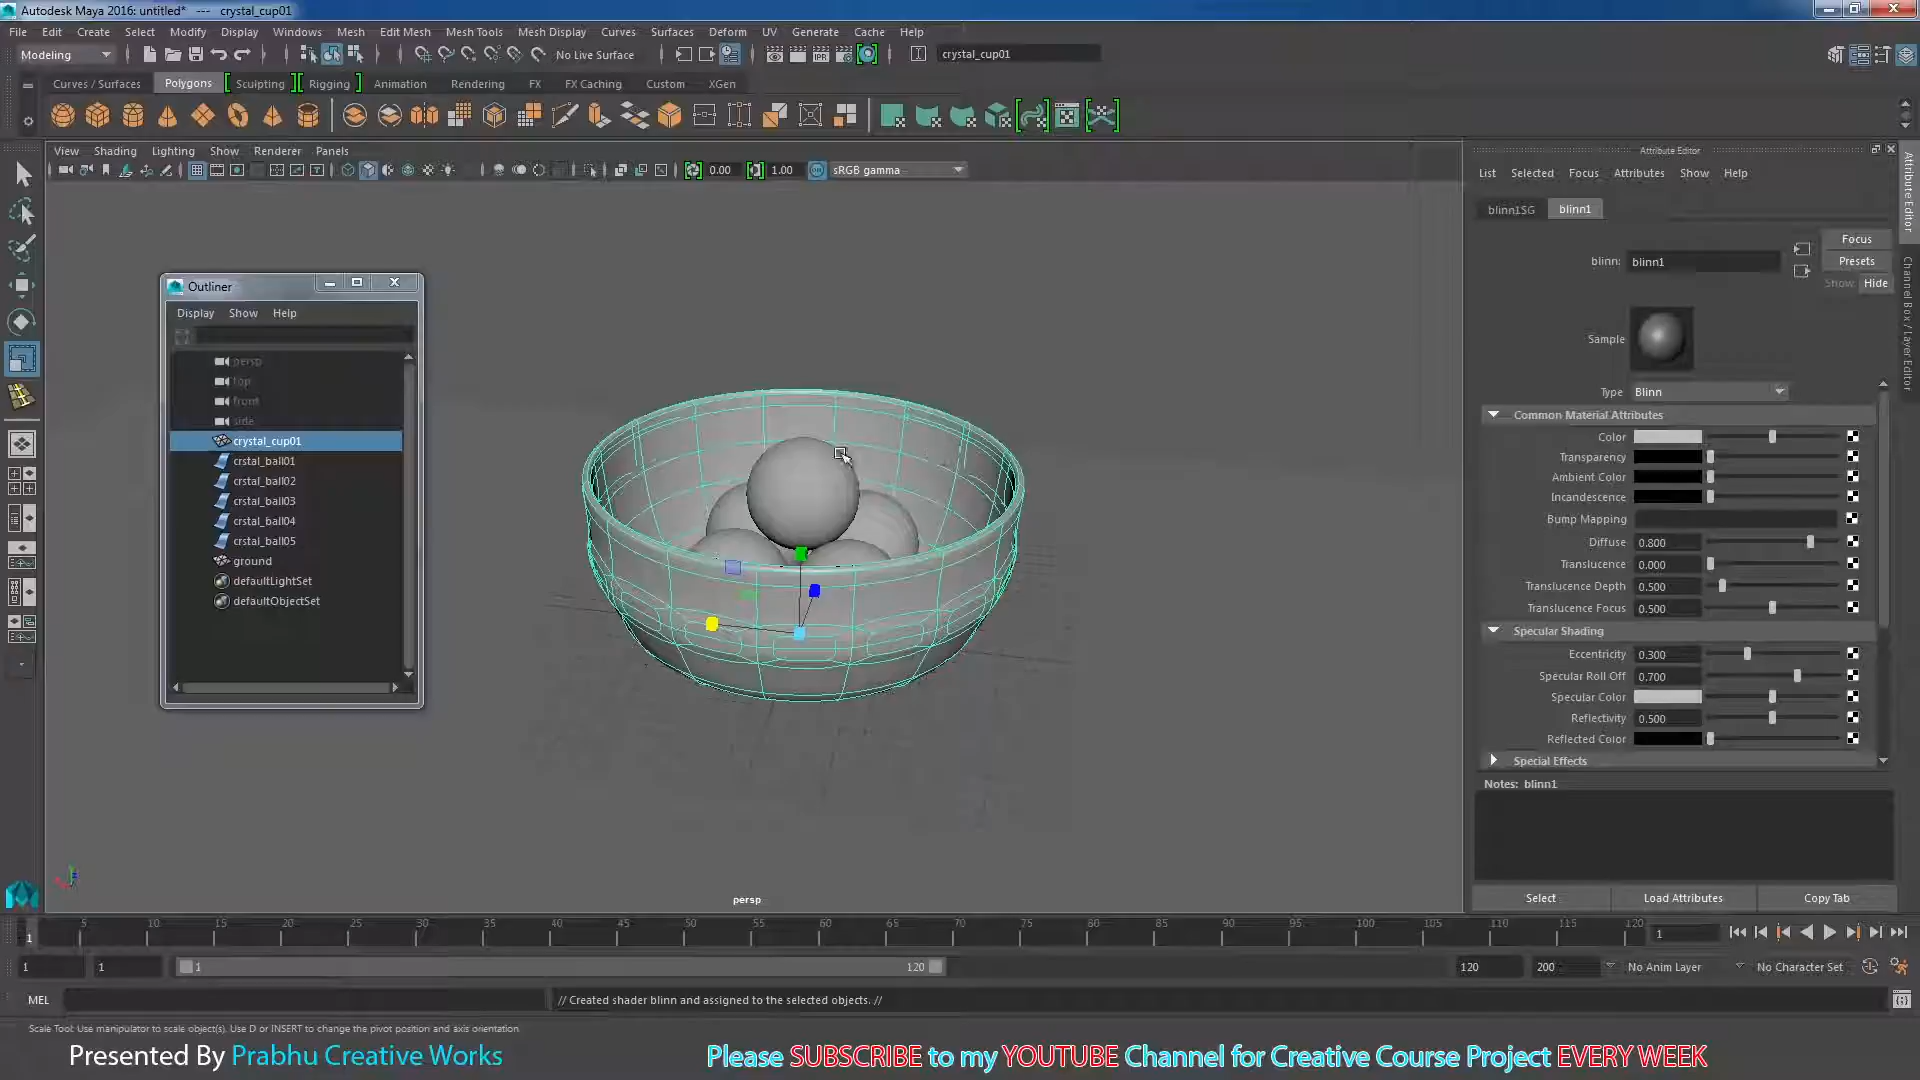 Autodesk Maya 2016: untitled*   ---   crystal_cup01
File Edit Create Select Modify Display Windows Mesh Edit Mesh Mesh Tools Mesh Display Curves Surfaces Deform UV Generate Cache Help
Modeling No Live Surface crystal_cup01
Curves / Surfaces Polygons Sculpting Rigging Animation Rendering FX FX Caching Custom XGen
View Shading Lighting Show Renderer Panels
0.00 1.00 sRGB gamma
Outliner
Display Show Help
persp
top
front
side
crystal_cup01
crstal_ball01
crstal_ball02
crstal_ball03
crstal_ball04
crstal_ball05
ground
defaultLightSet
defaultObjectSet
persp
Attribute Editor
List Selected Focus Attributes Show Help
blinn1SG blinn1
Focus
blinn: blinn1
Presets
Show Hide
Sample
Type Blinn
Common Material Attributes
Color
Transparency
Ambient Color
Incandescence
Bump Mapping
Diffuse 0.800
Translucence 0.000
Translucence Depth 0.500
Translucence Focus 0.500
Specular Shading
Eccentricity 0.300
Specular Roll Off 0.700
Specular Color
Reflectivity 0.500
Reflected Color
Special Effects
Notes: blinn1
Select Load Attributes Copy Tab
Attribute Editor
Channel Box / Layer Editor
5 10 15 20 25 30 35 40 45 50 55 60 65 70 75 80 85 90 95 100 105 110 115 120
1 1
1 1 1 120 120 200 No Anim Layer No Character Set
MEL // Created shader blinn and assigned to the selected objects. //
Scale Tool: Use manipulator to scale object(s). Use D or INSERT to change the pivot position and axis orientation.
Presented By Prabhu Creative Works
Please SUBSCRIBE to my YOUTUBE Channel for Creative Course Project EVERY WEEK